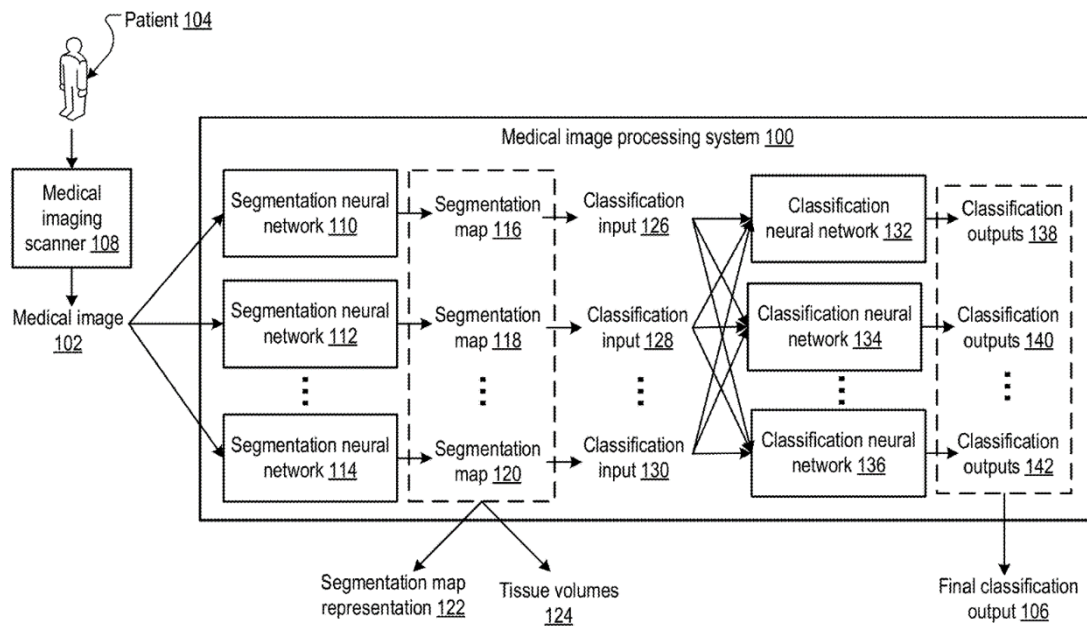 Patient 104
Medical image processing system 100
Medical
imaging
scanner 108
Medical image
102
Segmentation neural
network 110
Segmentation
map 116
Classification
input 126
Classification
neural network 132
Classification
outputs 138
Segmentation neural
network 112
Segmentation
map 118
Classification
input 128
Classification neural
network 134
Classification
outputs 140
Segmentation neural
network 114
Segmentation
map 120
Classification
input 130
Classification neural
network 136
Classification
outputs 142
Segmentation map
representation 122
Tissue volumes
124
Final classification
output 106